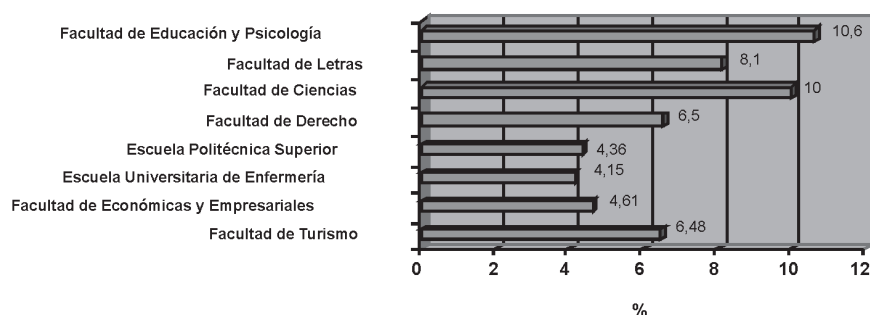 Facultad de Educación y Psicología 10,6
Facultad de Letras 8,1
Facultad de Ciencias 10
Facultad de Derecho 6,5
Escuela Politécnica Superior 4,36
Escuela Universitaria de Enfermería 4,15
Facultad de Económicas y Empresariales 4,61
Facultad de Turismo 6,48
0 2 4 6 8 10 12
%